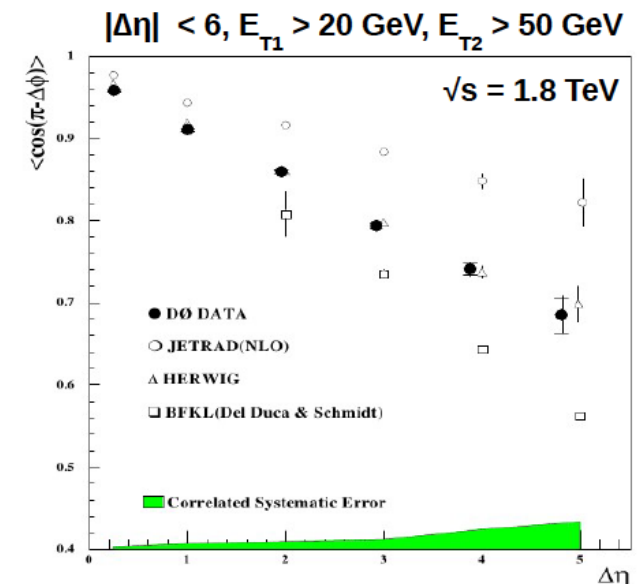 |Δη| < 6, E_T1 > 20 GeV, E_T2 > 50 GeV
√s = 1.8 TeV
<cos(π-Δϕ)>
1
0.9
0.8
0.7
0.6
0.5
0.4
DØ DATA
JETRAD(NLO)
HERWIG
BFKL(Del Duca & Schmidt)
Correlated Systematic Error
0 1 2 3 4 5
Δη